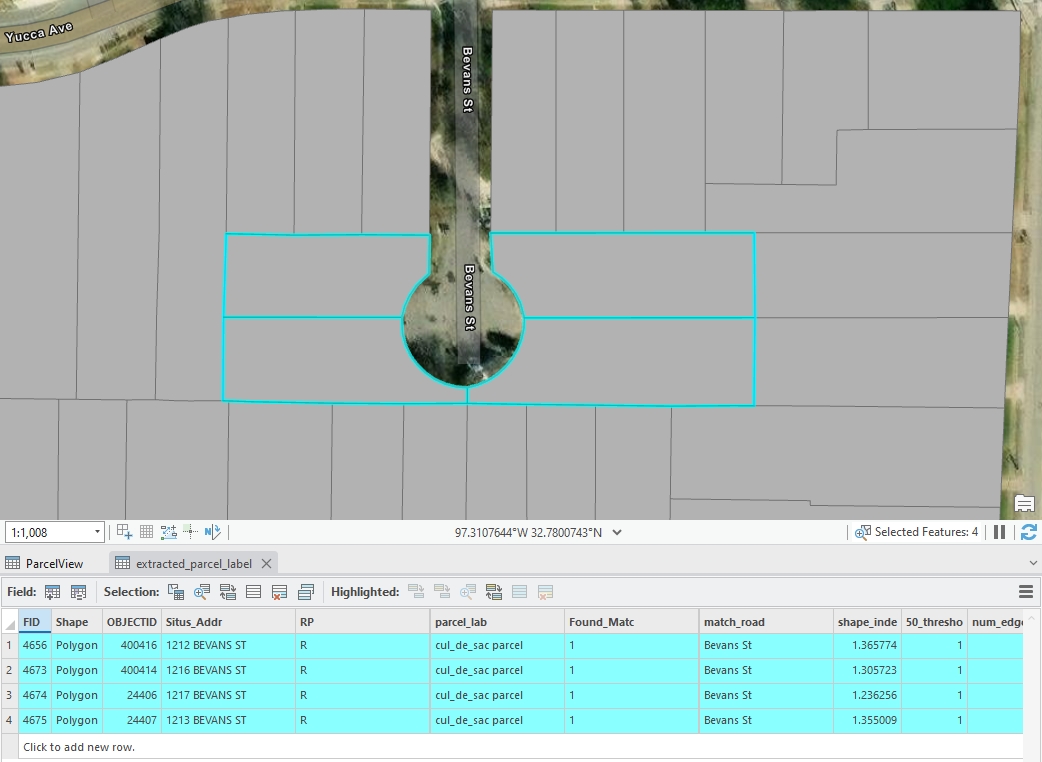 Yucca Ave
Bevans St
Bevans St
1:1,008
97.3107644°W 32.7800743°N
Selected Features: 4
ParcelView
extracted_parcel_label
Field:
Selection:
Highlighted:
FID Shape OBJECTID Situs_Addr RP parcel_lab Found_Matc match_road shape_inde 50_thresho num_edge
1 4656 Polygon 400416 1212 BEVANS ST R cul_de_sac parcel 1 Bevans St 1.365774 1
2 4673 Polygon 400414 1216 BEVANS ST R cul_de_sac parcel 1 Bevans St 1.305723 1
3 4674 Polygon 24406 1217 BEVANS ST R cul_de_sac parcel 1 Bevans St 1.236256 1
4 4675 Polygon 24407 1213 BEVANS ST R cul_de_sac parcel 1 Bevans St 1.355009 1
Click to add new row.